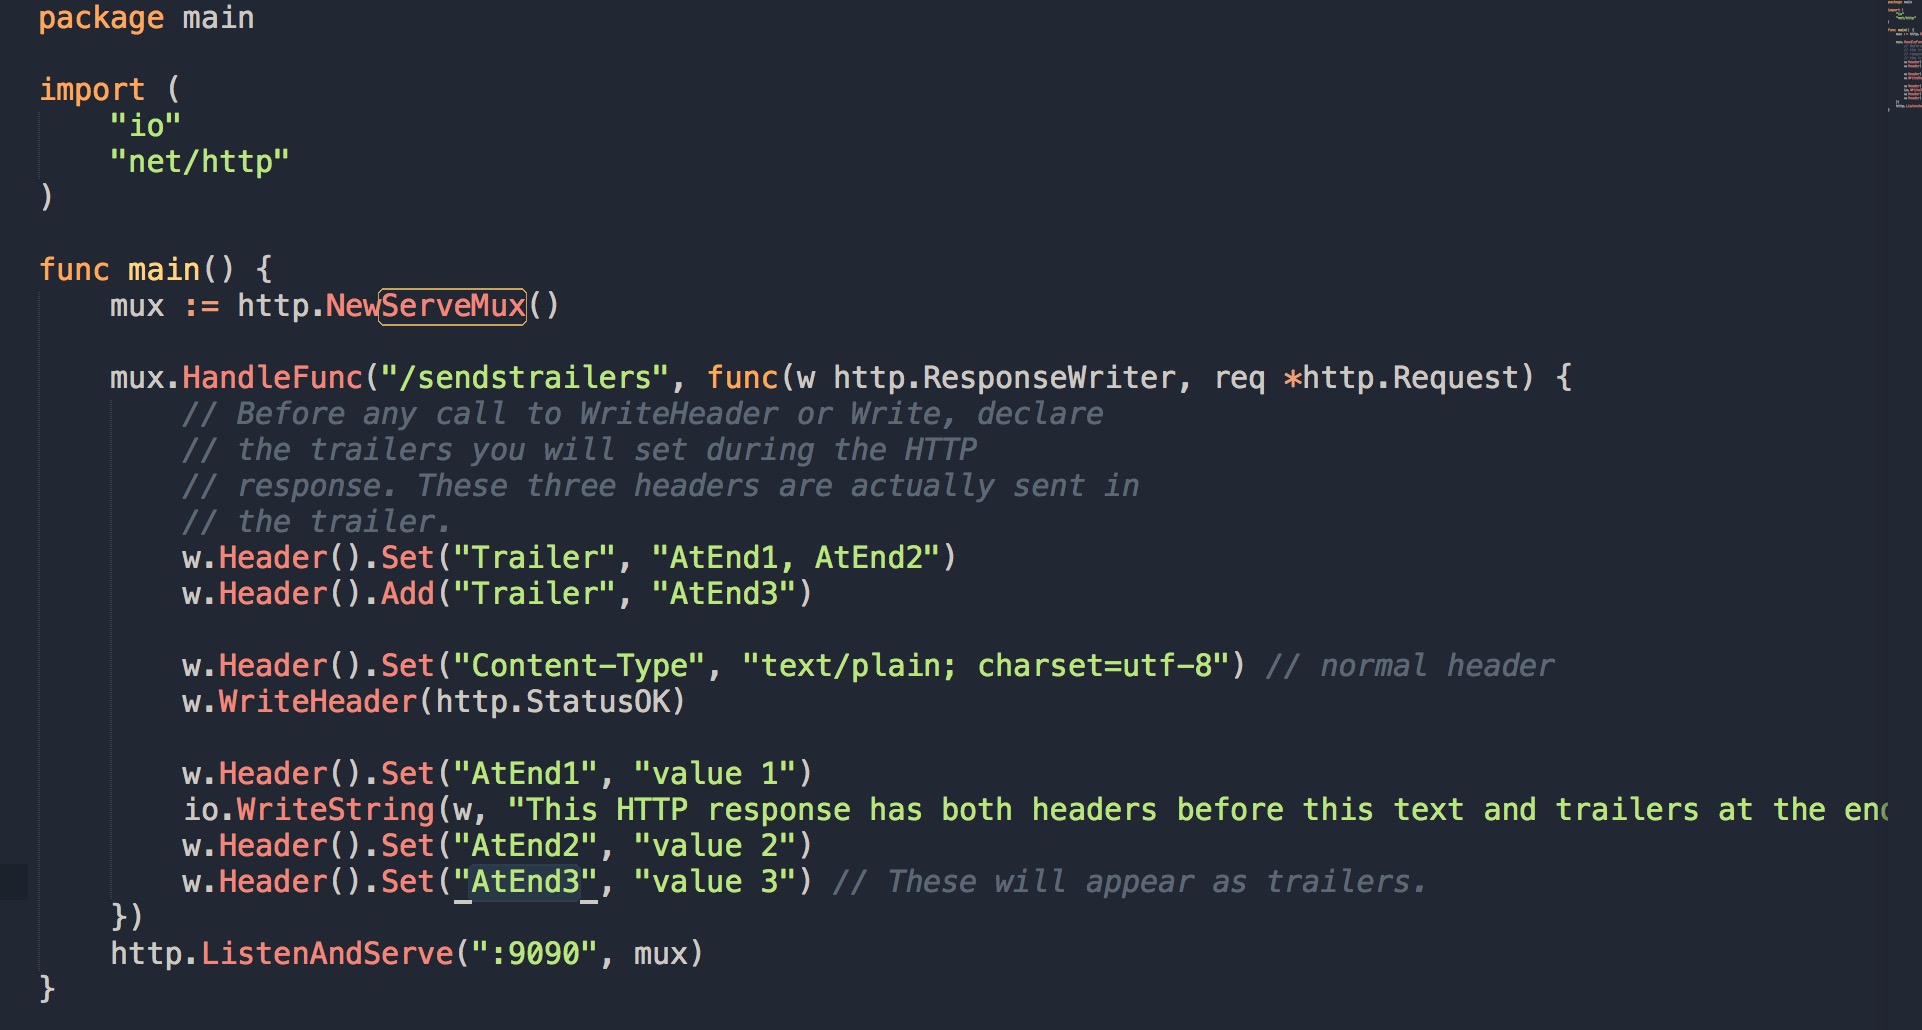 package main
import (
"io"
"net/http"
)
func main() {
mux := http.NewServeMux()
mux.HandleFunc("/sendstrailers", func(w http.ResponseWriter, req *http.Request) {
// Before any call to WriteHeader or Write, declare
// the trailers you will set during the HTTP
// response. These three headers are actually sent in
// the trailer.
w.Header().Set("Trailer", "AtEnd1, AtEnd2")
w.Header().Add("Trailer", "AtEnd3")
w.Header().Set("Content-Type", "text/plain; charset=utf-8") // normal header
w.WriteHeader(http.StatusOK)
w.Header().Set("AtEnd1", "value 1")
io.WriteString(w, "This HTTP response has both headers before this text and trailers at the
w.Header().Set("AtEnd2", "value 2")
w.Header().Set("AtEnd3", "value 3") // These will appear as trailers.
})
http.ListenAndServe(":9090", mux)
}